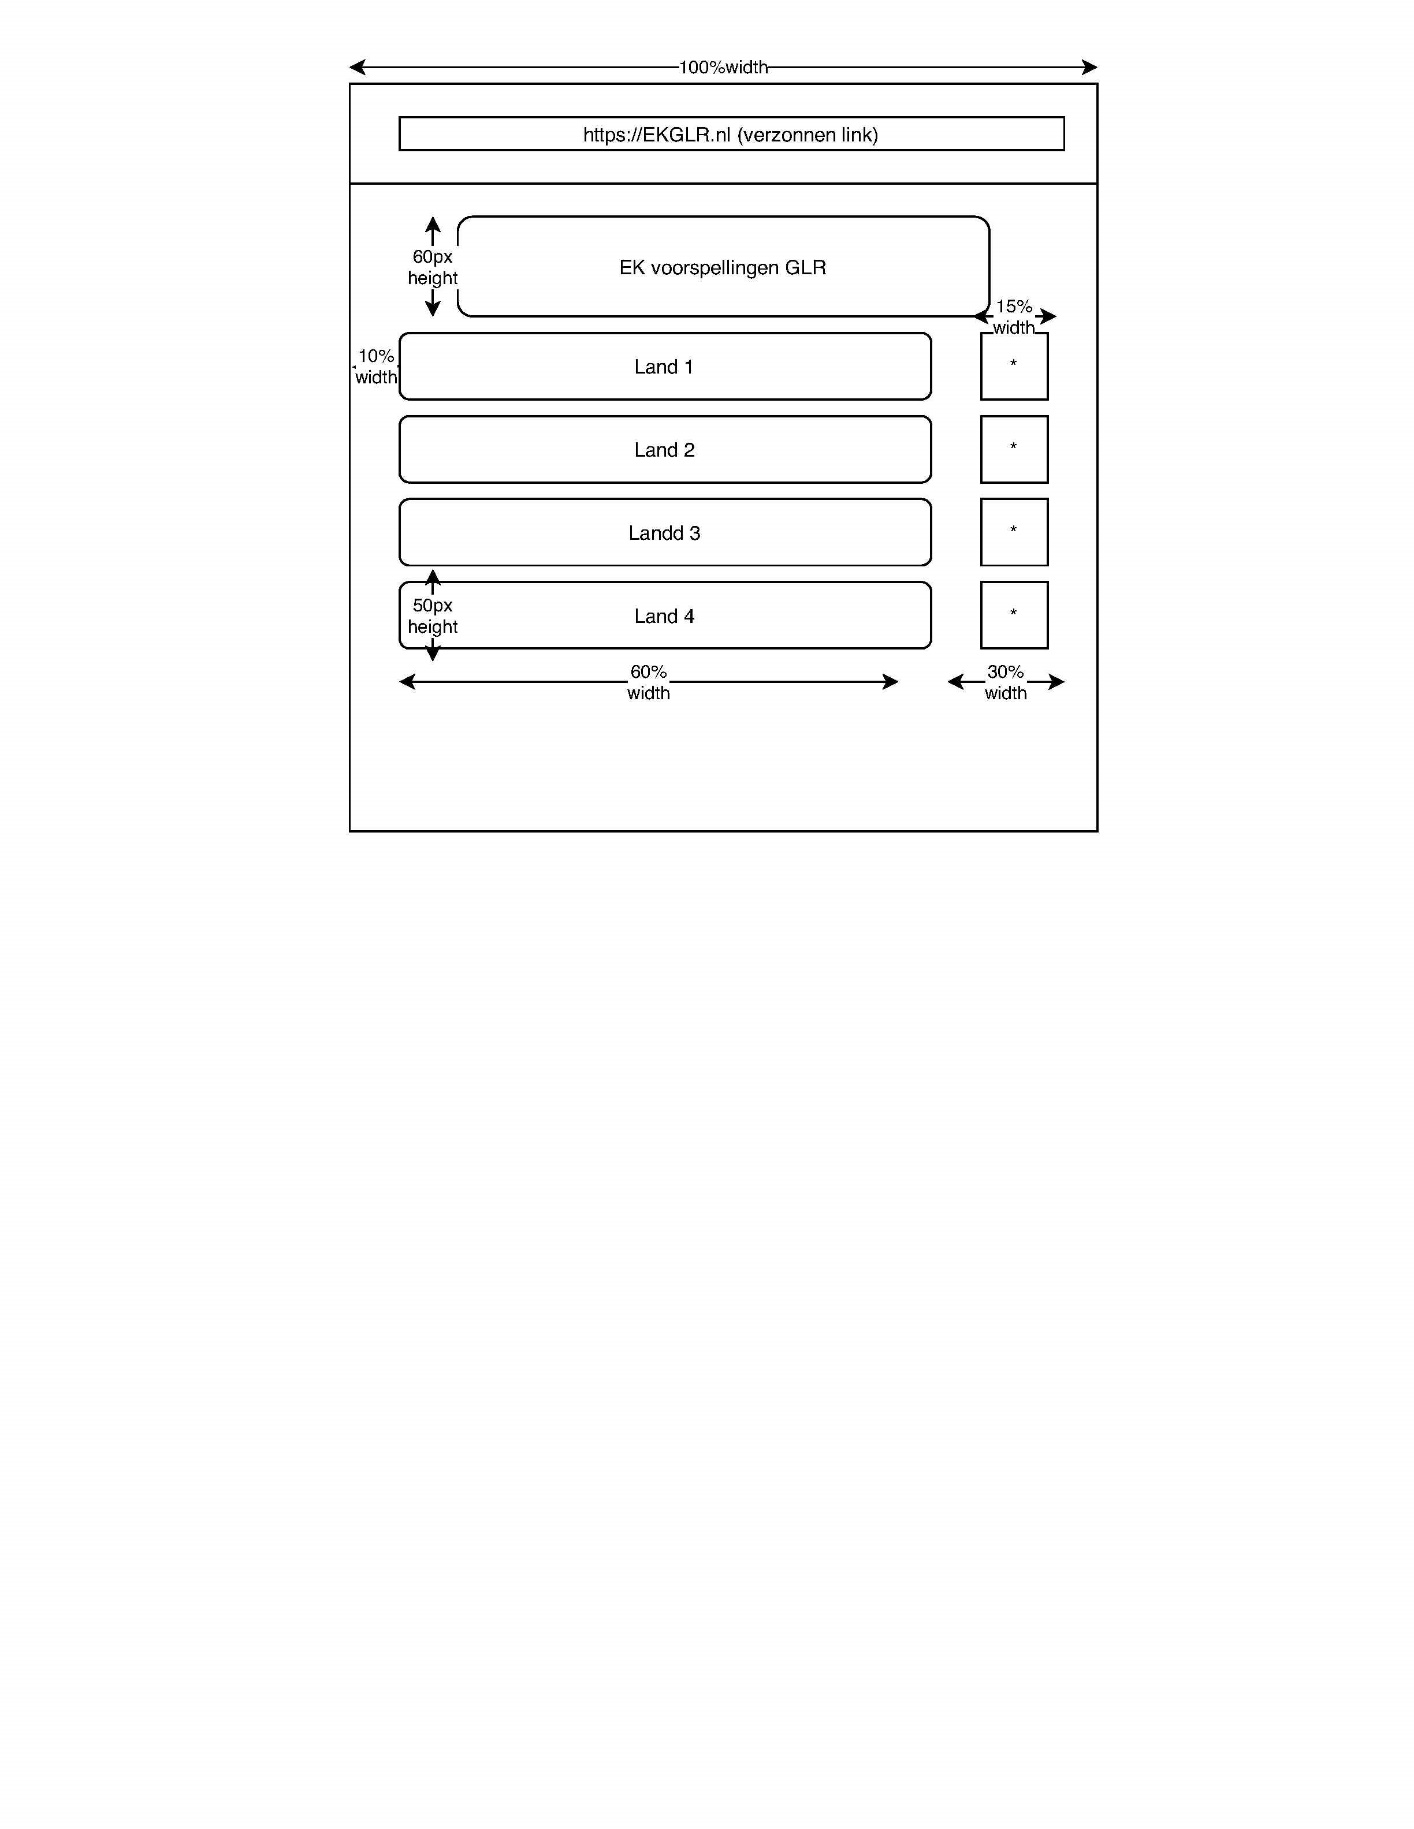 100%width
https://EKGLR.nl (verzonnen link)
60px
height
EK voorspellingen GLR
15%
width
10%
width
Land 1
*
Land 2
*
Landd 3
*
50px
height
Land 4
*
60%
width
30%
width